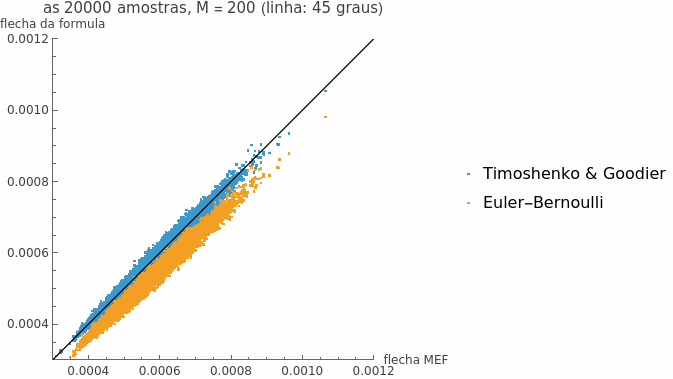 as 20000 amostras, M = 200 (linha: 45 graus)
flecha da formula
0.0012
0.0010
0.0008
0.0006
0.0004
0.0004 0.0006 0.0008 0.0010 0.0012
flecha MEF
Timoshenko & Goodier
Euler–Bernoulli